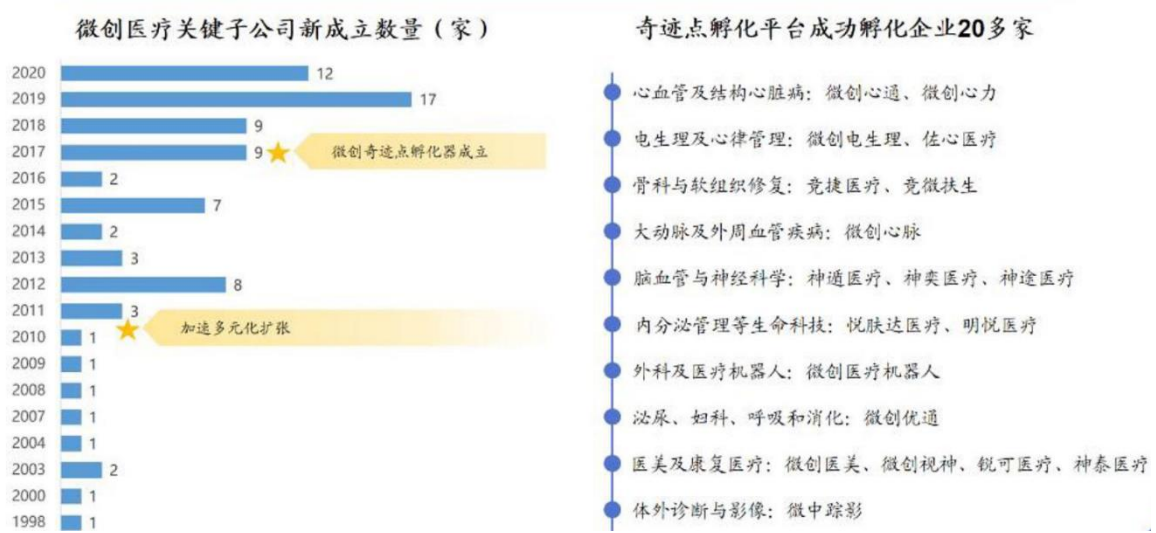 微创医疗关键子公司新成立数量（家）
2020 12
2019 17
2018 9
2017 9 微创奇迹点孵化器成立
2016 2
2015 7
2014 2
2013 3
2012 8
2011 3
加速多元化扩张
2010 1
2009 1
2008 1
2007 1
2004 1
2003 2
2000 1
1998 1
奇迹点孵化平台成功孵化企业20多家
心血管及结构心脏病：微创心通、微创心力
电生理及心律管理：微创电生理、佐心医疗
骨科与软组织修复：竞捷医疗、竞微扶生
大动脉及外周血管疾病：微创心脉
脑血管与神经科学：神遁医疗、神奕医疗、神途医疗
内分泌管理等生命科技：悦肤达医疗、明悦医疗
外科及医疗机器人：微创医疗机器人
泌尿、妇科、呼吸和消化：微创优通
医美及康复医疗：微创医美、微创视神、锐可医疗、神泰医疗
体外诊断与影像：微中踪影